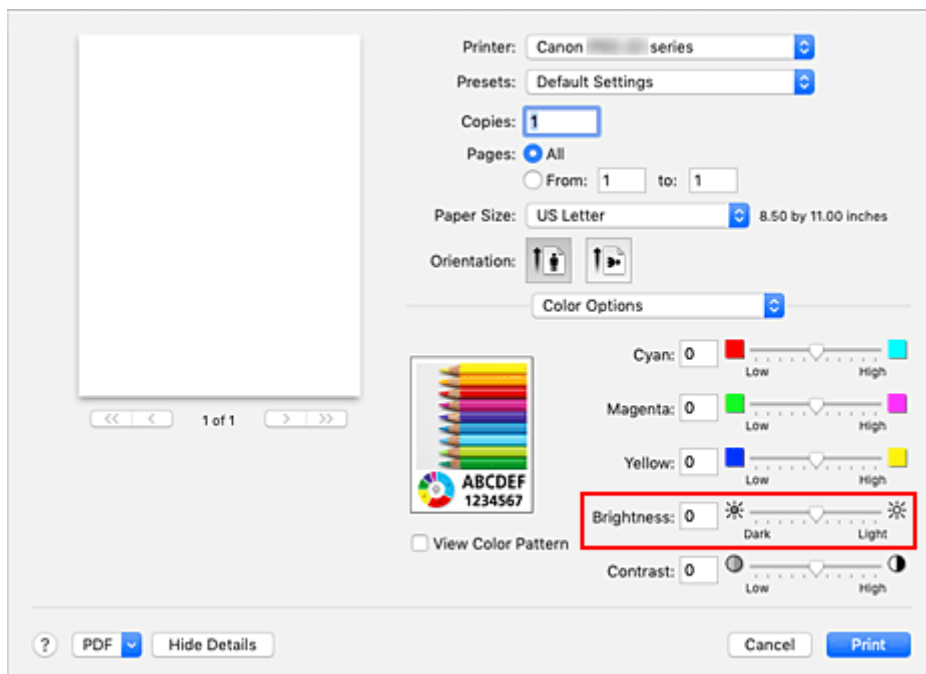 Printer: Canon series
Presets: Default Settings
Copies: 1
Pages: All
From: 1 to: 1
Paper Size: US Letter 8.50 by 11.00 inches
Orientation:
Color Options
Cyan: 0
Low High
Magenta: 0
Low High
Yellow: 0
Low High
ABCDEF
1234567
Brightness: 0
Dark Light
View Color Pattern
Contrast: 0
Low High
<< < 1 of 1 > >>
? PDF Hide Details Cancel Print